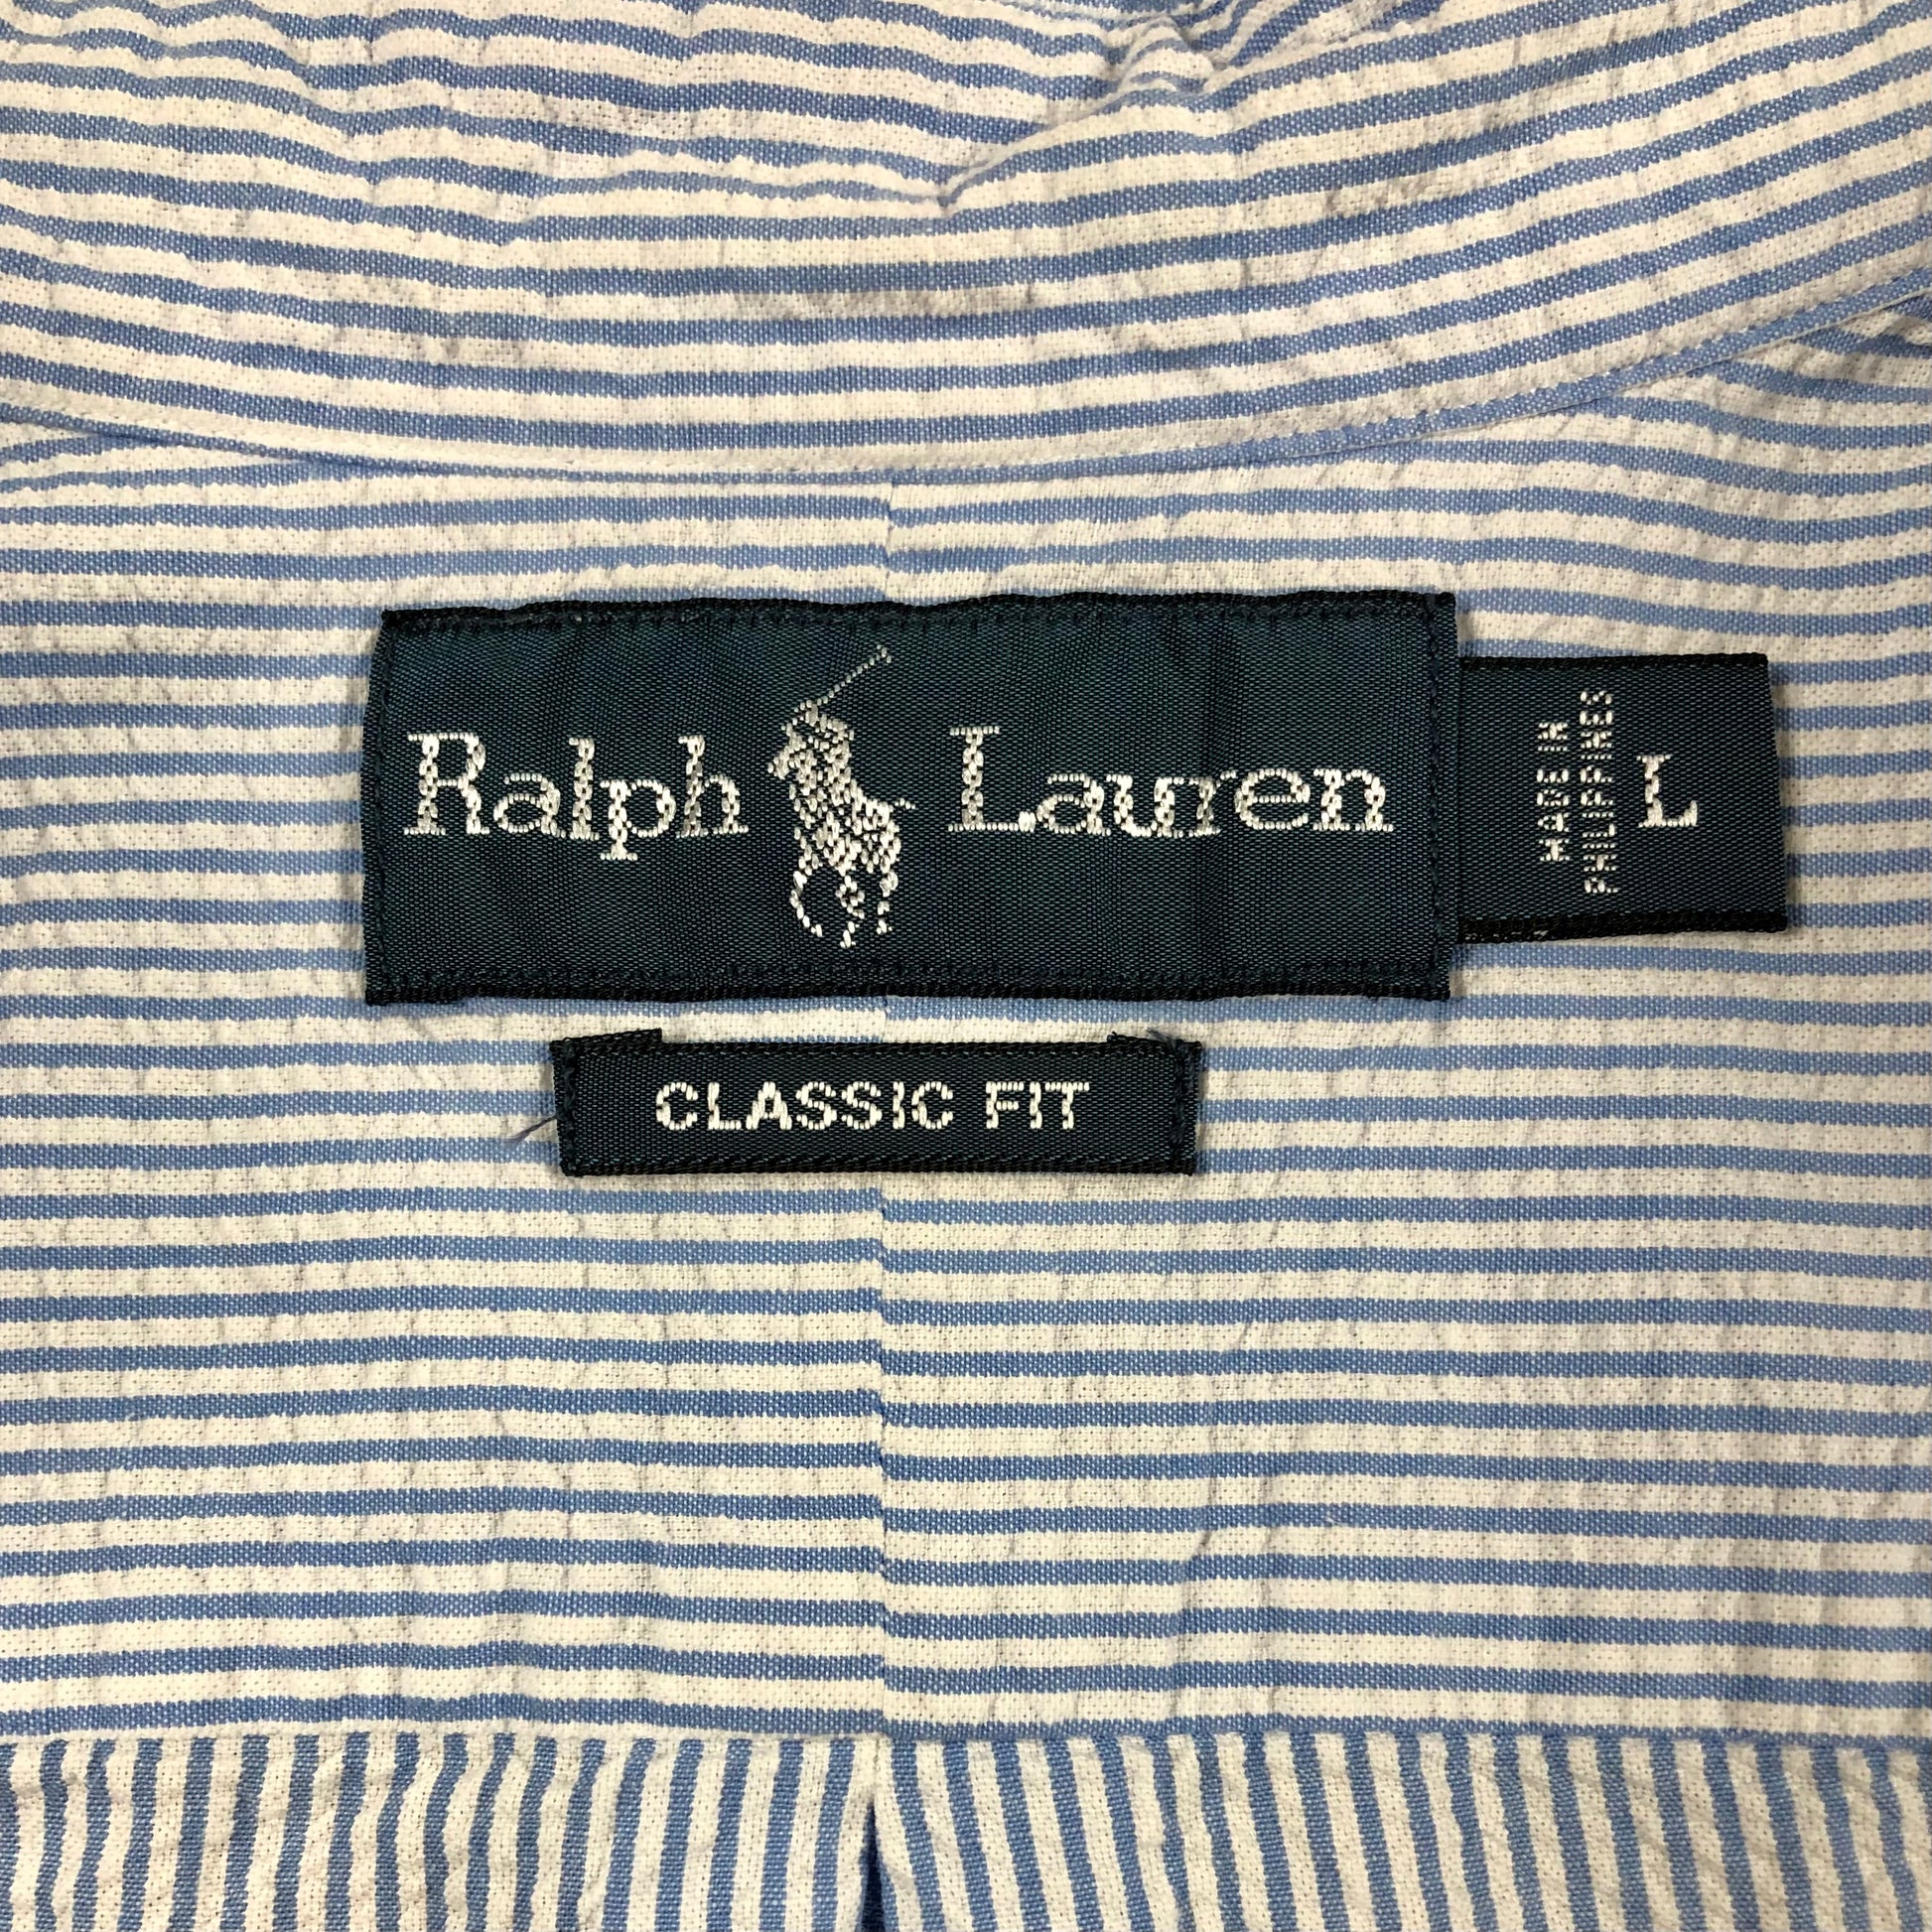 Ralph Lauren
MADE IN
PHILIPPINES
L
CLASSIC FIT